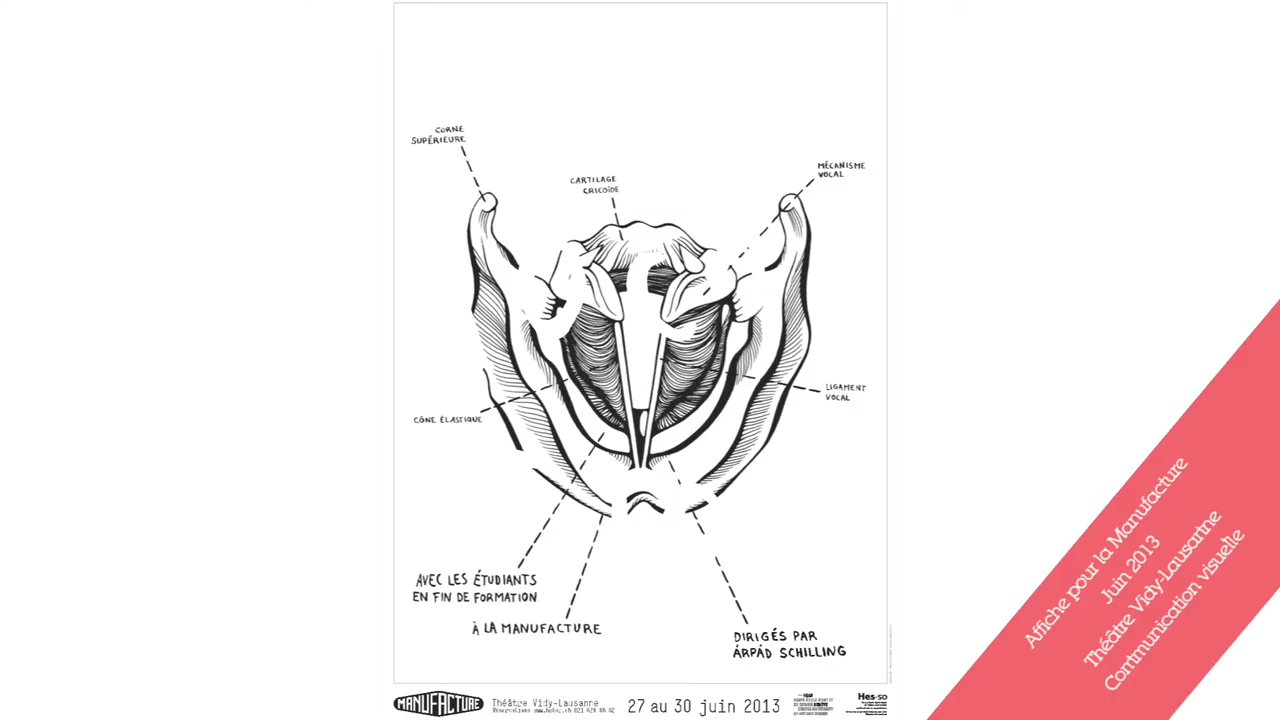 CORNE
SUPÉRIEURE
CARTILAGE
CRICOÏDE
MÉCANISME
VOCAL
CÔNE ÉLASTIQUE
LIGAMENT
VOCAL
AVEC LES ÉTUDIANTS
EN FIN DE FORMATION
À LA MANUFACTURE
DIRIGÉS PAR
ÁRPÁD SCHILLING
MANUFACTURE
Théâtre Vidy-Lausanne
27 au 30 juin 2013
Hes·so
Affiche pour la Manufacture
Juin 2013
Théâtre Vidy-Lausanne
Communication visuelle